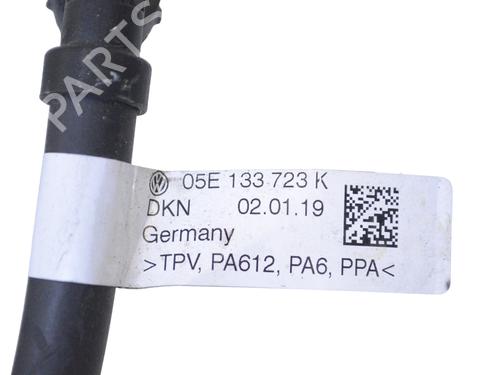 PARTS
05E 133 723 K
DKN 02.01.19
Germany
>TPV, PA612, PA6, PPA<